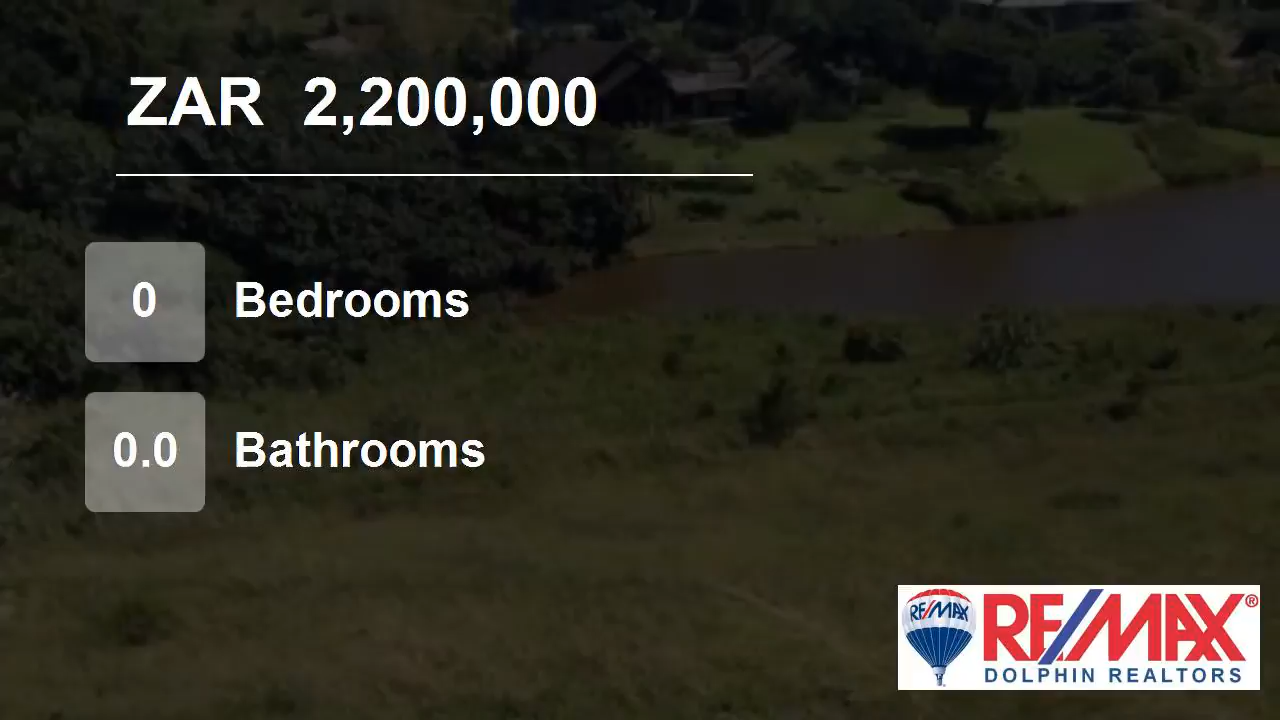 ZAR 2,200,000
0 Bedrooms
0.0 Bathrooms
RE/MAX RE/MAX®
DOLPHIN REALTORS